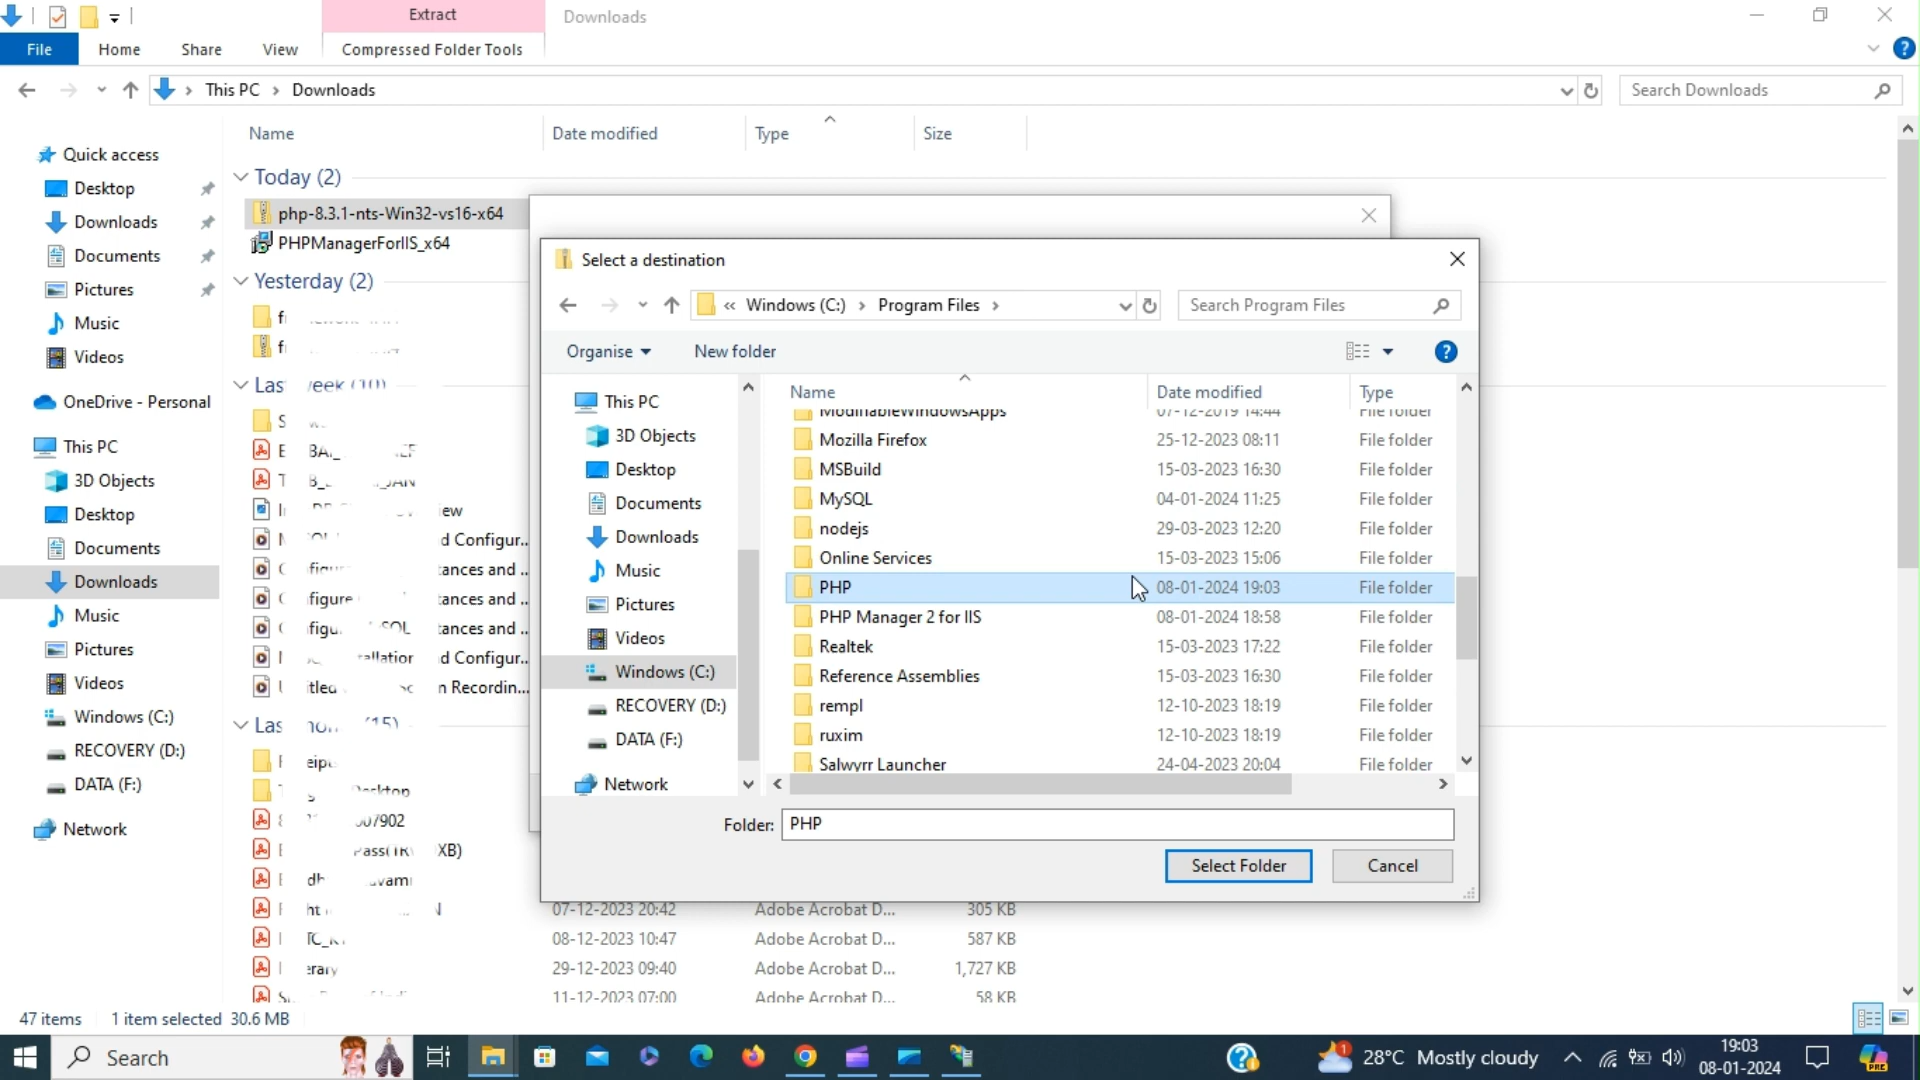 Extract
Downloads
File
Home
Share
View
Compressed Folder Tools
This PC
Downloads
Search Downloads
Name
Date modified
Type
Size
Quick access
Desktop
Downloads
Documents
Pictures
Music
Videos
OneDrive - Personal
This PC
3D Objects
Desktop
Documents
Downloads
Music
Pictures
Videos
Windows (C:)
RECOVERY (D:)
DATA (F:)
Network
Today (2)
php-8.3.1-nts-Win32-vs16-x64
PHPManagerForIIS_x64
Yesterday (2)
d Configur...
tances and ...
tances and ...
tances and ...
d Configur...
n Recordin...
07-12-2023 20:42 Adobe Acrobat D... 305 KB
08-12-2023 10:47 Adobe Acrobat D... 587 KB
29-12-2023 09:40 Adobe Acrobat D... 1,727 KB
11-12-2023 07:00 Adobe Acrobat D... 58 KB
Select a destination
« Windows (C:) › Program Files ›
Search Program Files
Organise
New folder
This PC
3D Objects
Desktop
Documents
Downloads
Music
Pictures
Videos
Windows (C:)
RECOVERY (D:)
DATA (F:)
Network
Name Date modified Type
ModifiableWindowsApps 07-12-2019 14:44 File folder
Mozilla Firefox 25-12-2023 08:11 File folder
MSBuild 15-03-2023 16:30 File folder
MySQL 04-01-2024 11:25 File folder
nodejs 29-03-2023 12:20 File folder
Online Services 15-03-2023 15:06 File folder
PHP 08-01-2024 19:03 File folder
PHP Manager 2 for IIS 08-01-2024 18:58 File folder
Realtek 15-03-2023 17:22 File folder
Reference Assemblies 15-03-2023 16:30 File folder
rempl 12-10-2023 18:19 File folder
ruxim 12-10-2023 18:19 File folder
Salwyrr Launcher 24-04-2023 20:04 File folder
Folder: PHP
Select Folder
Cancel
47 items 1 item selected 30.6 MB
Search
28°C Mostly cloudy
19:03
08-01-2024